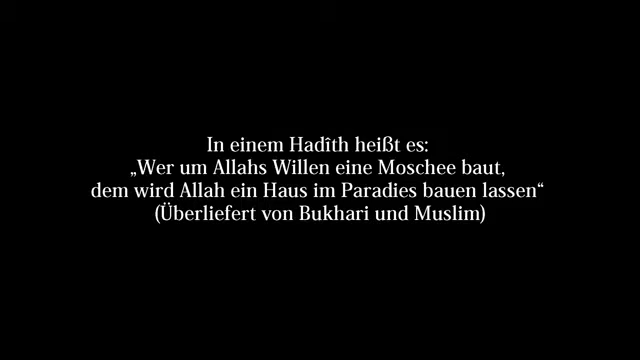 In einem Hadîth heißt es:
„Wer um Allahs Willen eine Moschee baut,
dem wird Allah ein Haus im Paradies bauen lassen“
(Überliefert von Bukhari und Muslim)